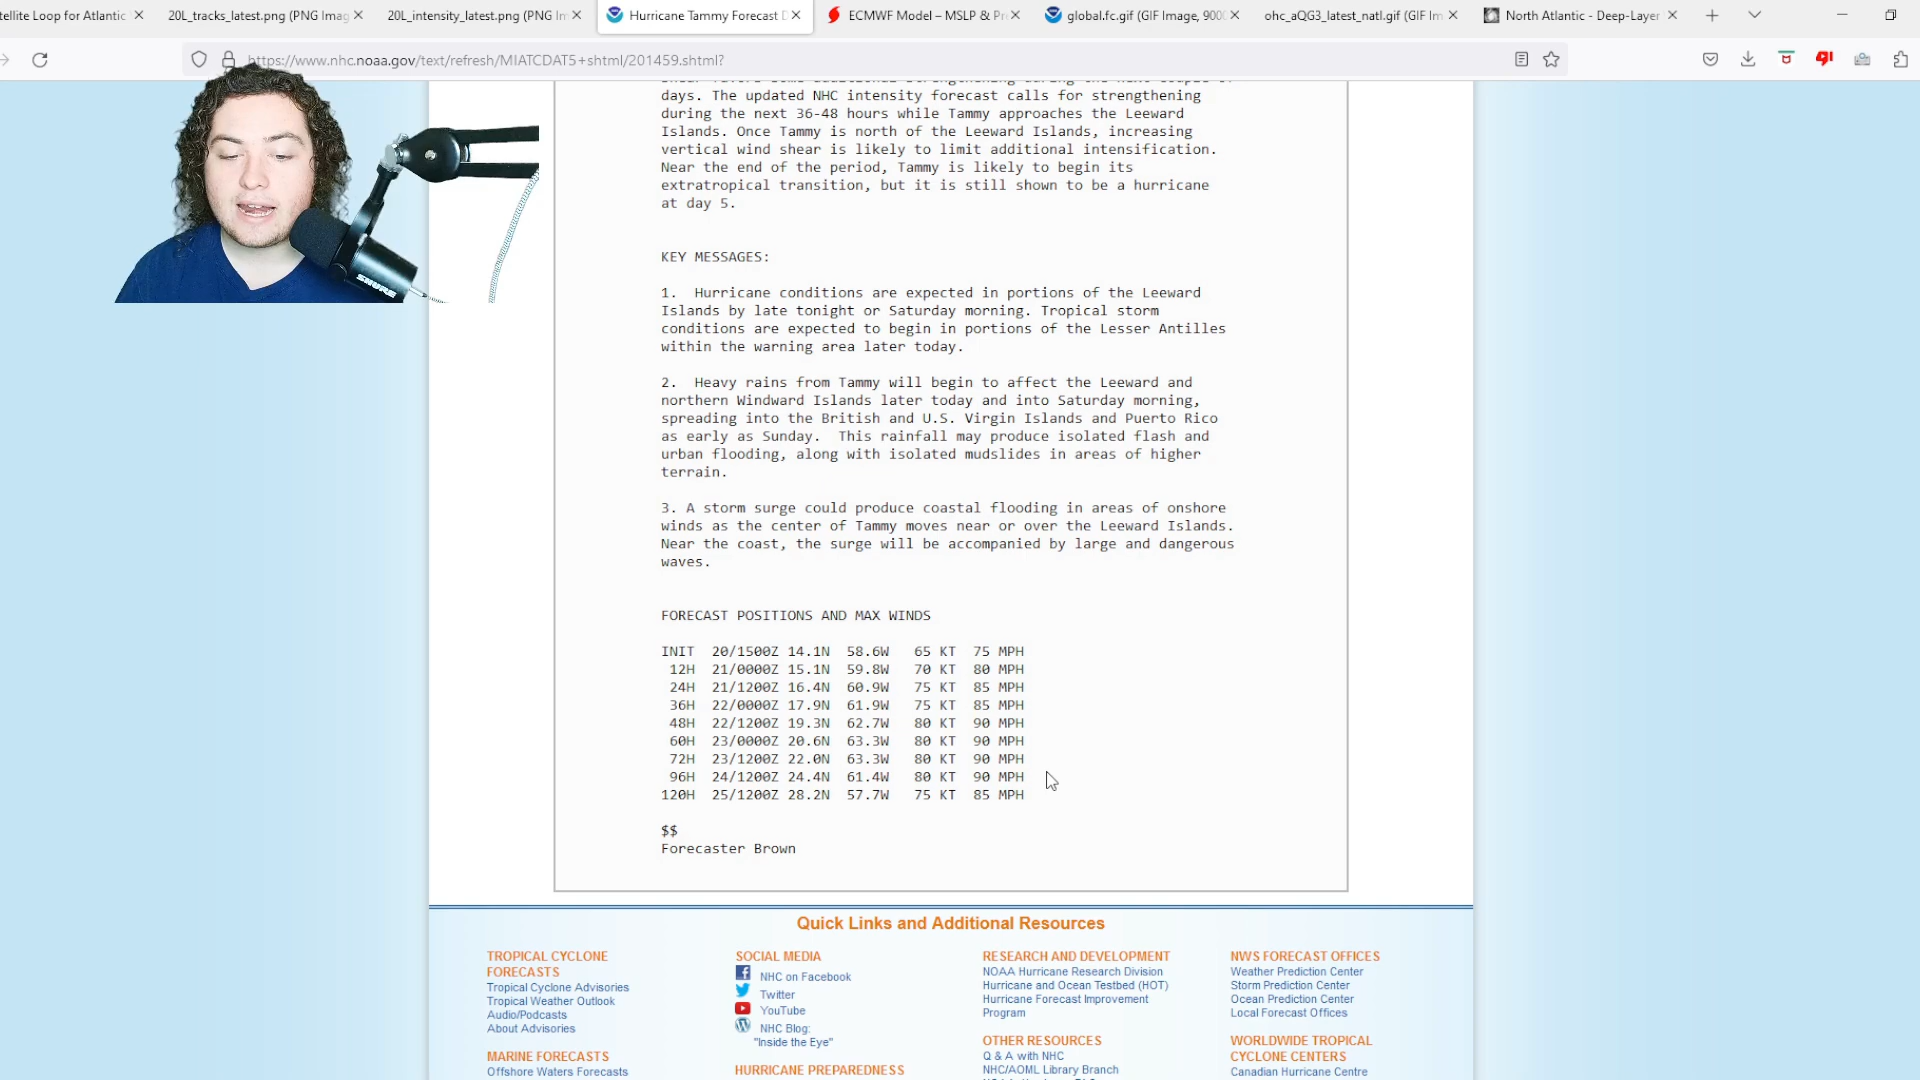 tellite Loop for Atlantic
20L_tracks_latest.png (PNG Imag
20L_intensity_latest.png (PNG Im
Hurricane Tammy Forecast D
ECMWF Model – MSLP & Pr
global.fc.gif (GIF Image, 900
ohc_aQG3_latest_natl.gif (GIF Im
North Atlantic - Deep-Layer
https://www.nhc.noaa.gov/text/refresh/MIATCDAT5+shtml/201459.shtml?
days. The updated NHC intensity forecast calls for strengthening
during the next 36-48 hours while Tammy approaches the Leeward
Islands. Once Tammy is north of the Leeward Islands, increasing
vertical wind shear is likely to limit additional intensification.
Near the end of the period, Tammy is likely to begin its
extratropical transition, but it is still shown to be a hurricane
at day 5.
KEY MESSAGES:
1. Hurricane conditions are expected in portions of the Leeward
Islands by late tonight or Saturday morning. Tropical storm
conditions are expected to begin in portions of the Lesser Antilles
within the warning area later today.
2. Heavy rains from Tammy will begin to affect the Leeward and
northern Windward Islands later today and into Saturday morning,
spreading into the British and U.S. Virgin Islands and Puerto Rico
as early as Sunday. This rainfall may produce isolated flash and
urban flooding, along with isolated mudslides in areas of higher
terrain.
3. A storm surge could produce coastal flooding in areas of onshore
winds as the center of Tammy moves near or over the Leeward Islands.
Near the coast, the surge will be accompanied by large and dangerous
waves.
FORECAST POSITIONS AND MAX WINDS
INIT 20/1500Z 14.1N 58.6W 65 KT 75 MPH
12H 21/0000Z 15.1N 59.8W 70 KT 80 MPH
24H 21/1200Z 16.4N 60.9W 75 KT 85 MPH
36H 22/0000Z 17.9N 61.9W 75 KT 85 MPH
48H 22/1200Z 19.3N 62.7W 80 KT 90 MPH
60H 23/0000Z 20.6N 63.3W 80 KT 90 MPH
72H 23/1200Z 22.0N 63.3W 80 KT 90 MPH
96H 24/1200Z 24.4N 61.4W 80 KT 90 MPH
120H 25/1200Z 28.2N 57.7W 75 KT 85 MPH
$$
Forecaster Brown
Quick Links and Additional Resources
TROPICAL CYCLONE
FORECASTS
Tropical Cyclone Advisories
Tropical Weather Outlook
Audio/Podcasts
About Advisories
MARINE FORECASTS
Offshore Waters Forecasts
SOCIAL MEDIA
NHC on Facebook
Twitter
YouTube
NHC Blog:
"Inside the Eye"
HURRICANE PREPAREDNESS
RESEARCH AND DEVELOPMENT
NOAA Hurricane Research Division
Hurricane and Ocean Testbed (HOT)
Hurricane Forecast Improvement
Program
OTHER RESOURCES
Q & A with NHC
NHC/AOML Library Branch
NWS FORECAST OFFICES
Weather Prediction Center
Storm Prediction Center
Ocean Prediction Center
Local Forecast Offices
WORLDWIDE TROPICAL
CYCLONE CENTERS
Canadian Hurricane Centre
SHURE